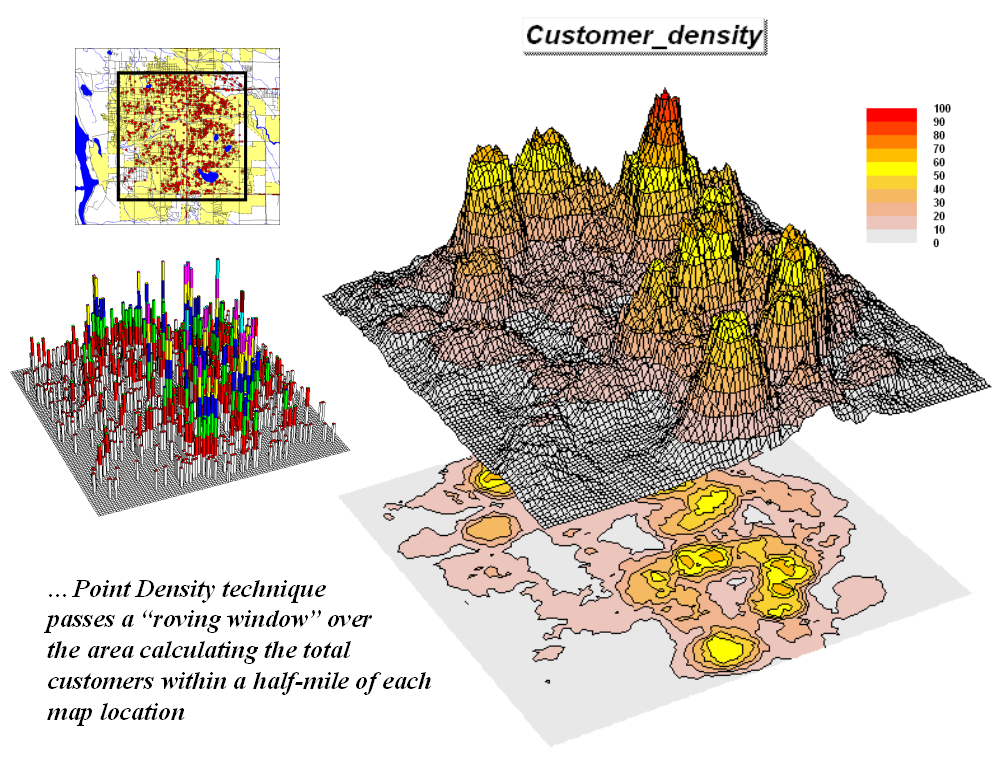 Customer_density
100
90
80
70
60
50
40
30
20
10
0
…Point Density technique
passes a “roving window” over
the area calculating the total
customers within a half-mile of each
map location